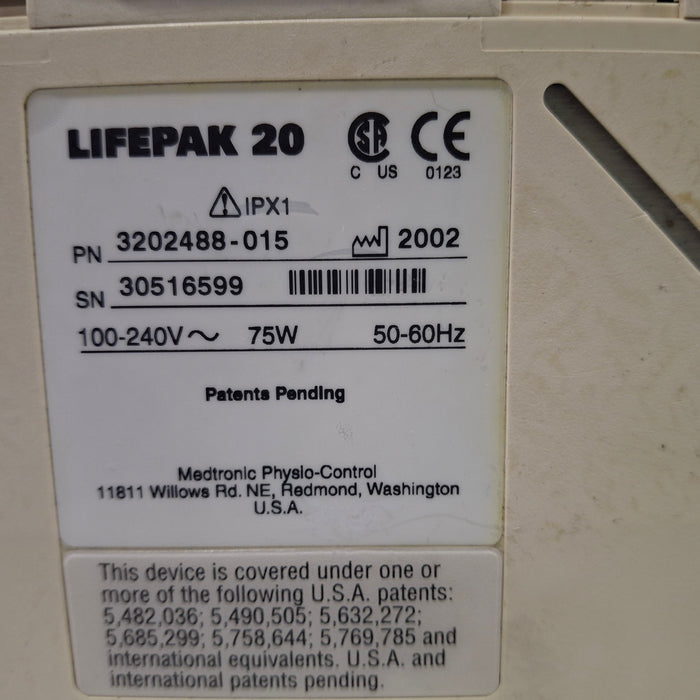 LIFEPAK 20
C US 0123
IPX1
PN 3202488-015 2002
SN 30516599
100-240V~ 75W 50-60Hz
Patents Pending
Medtronic Physio-Control
11811 Willows Rd. NE, Redmond, Washington
U.S.A.
This device is covered under one or
more of the following U.S.A. patents:
5,482,036; 5,490,505; 5,632,272;
5,685,299; 5,758,644; 5,769,785 and
international equivalents. U.S.A. and
international patents pending.